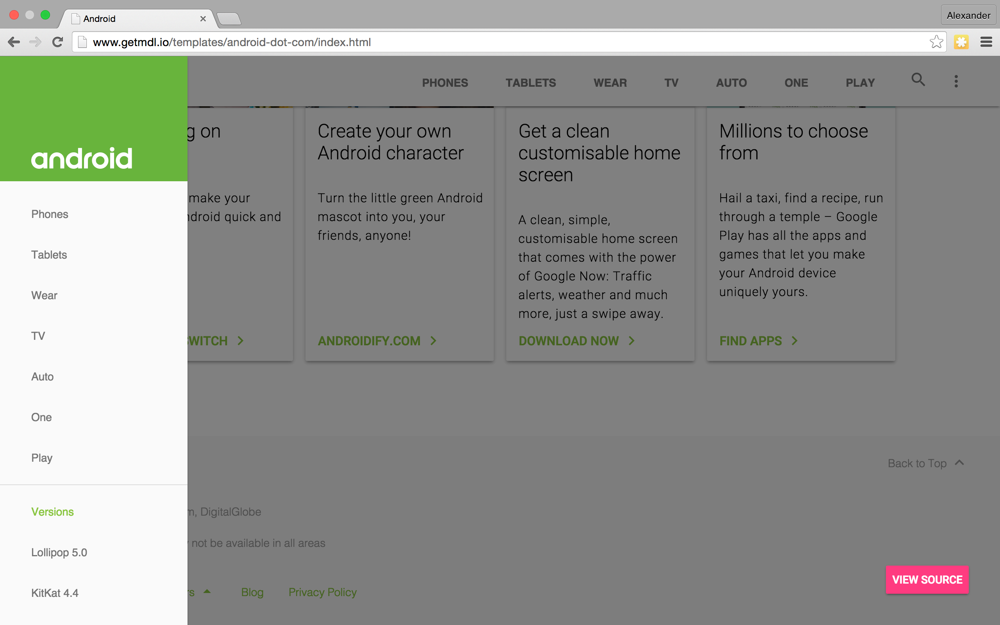 Android
Alexander
www.getmdl.io/templates/android-dot-com/index.html
android
Phones
Tablets
Wear
TV
Auto
One
Play
Versions
Lollipop 5.0
KitKat 4.4
PHONES TABLETS WEAR TV AUTO ONE PLAY
on
make your
quick and
Create your own
Android character
Turn the little green Android
mascot into you, your
friends, anyone!
ANDROIDIFY.COM
Get a clean
customisable home
screen
A clean, simple,
customisable home screen
that comes with the power
of Google Now: Traffic
alerts, weather and much
more, just a swipe away.
DOWNLOAD NOW
Millions to choose
from
Hail a taxi, find a recipe, run
through a temple – Google
Play has all the apps and
games that let you make
your Android device
uniquely yours.
FIND APPS
Back to Top
DigitalGlobe
not be available in all areas
Blog Privacy Policy
VIEW SOURCE